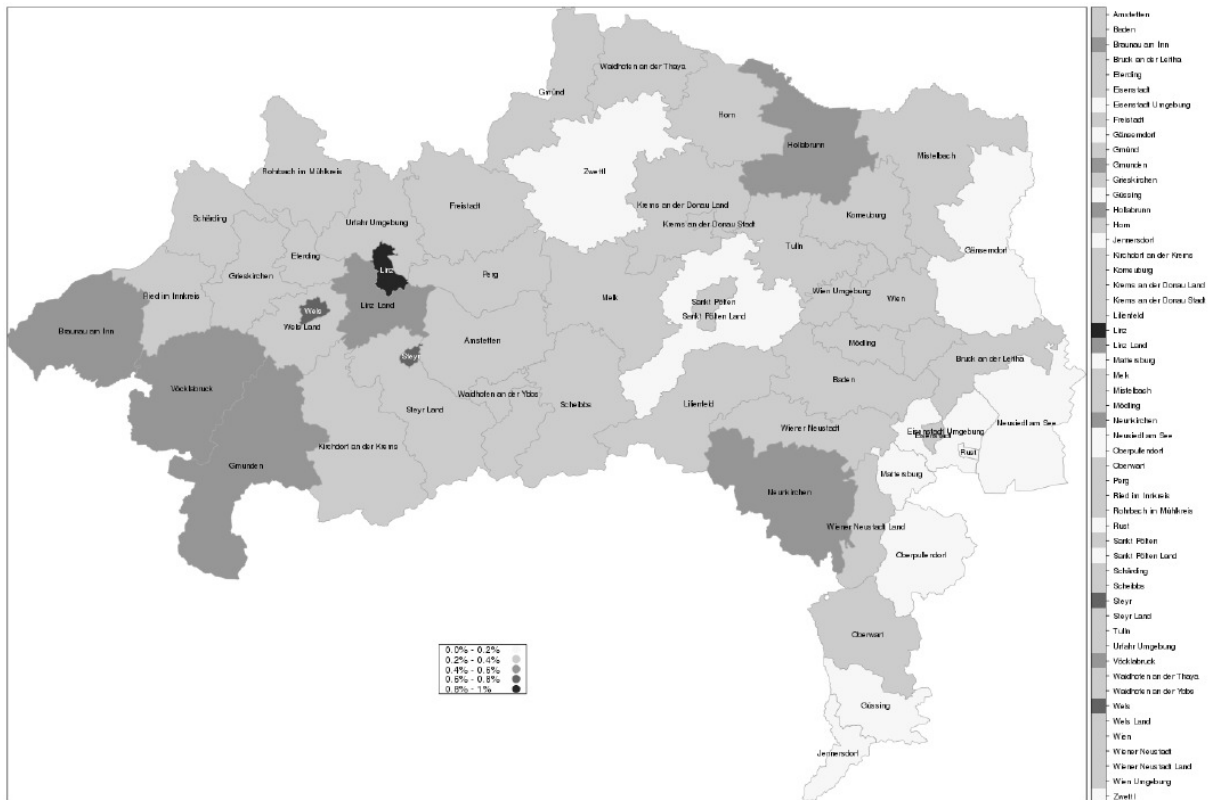 Waidhofen an der Thaya
Gmünd
Horn
Hollabrunn
Mistelbach
Zwettl
Rohrbach im Mühlkreis
Krems an der Donau Land
Freistadt
Schärding
Urfahr Umgebung
Krems an der Donau Stadt
Korneuburg
Tulln
Gänserndorf
Eferding
Linz
Grieskirchen
Perg
Wien Umgebung
Wien
Ried im Innkreis
Melk
Sankt Pölten
Linz Land
Wels
Sankt Pölten Land
Wels Land
Braunau am Inn
Amstetten
Mödling
Steyr
Bruck an der Leitha
Baden
Vöcklabruck
Waidhofen an der Ybbs
Scheibbs
Lilienfeld
Steyr Land
Neusiedl am See
Wiener Neustadt
Eisenstadt Umgebung
Eisenstadt
Kirchdorf an der Krems
Rust
Gmunden
Mattersburg
Neunkirchen
Wiener Neustadt Land
Oberpullendorf
Oberwart
Güssing
Jennersdorf
0.0% - 0.2%
0.2% - 0.4%
0.4% - 0.6%
0.6% - 0.8%
0.8% - 1%
Amstetten
Baden
Braunau am Inn
Bruck an der Leitha
Eferding
Eisenstadt
Eisenstadt Umgebung
Freistadt
Gänserndorf
Gmünd
Gmunden
Grieskirchen
Güssing
Hollabrunn
Horn
Jennersdorf
Kirchdorf an der Krems
Korneuburg
Krems an der Donau Land
Krems an der Donau Stadt
Lilienfeld
Linz
Linz Land
Mattersburg
Melk
Mistelbach
Mödling
Neunkirchen
Neusiedl am See
Oberpullendorf
Oberwart
Perg
Ried im Innkreis
Rohrbach im Mühlkreis
Rust
Sankt Pölten
Sankt Pölten Land
Schärding
Scheibbs
Steyr
Steyr Land
Tulln
Urfahr Umgebung
Vöcklabruck
Waidhofen an der Thaya
Waidhofen an der Ybbs
Wels
Wels Land
Wien
Wiener Neustadt
Wiener Neustadt Land
Wien Umgebung
Zwettl